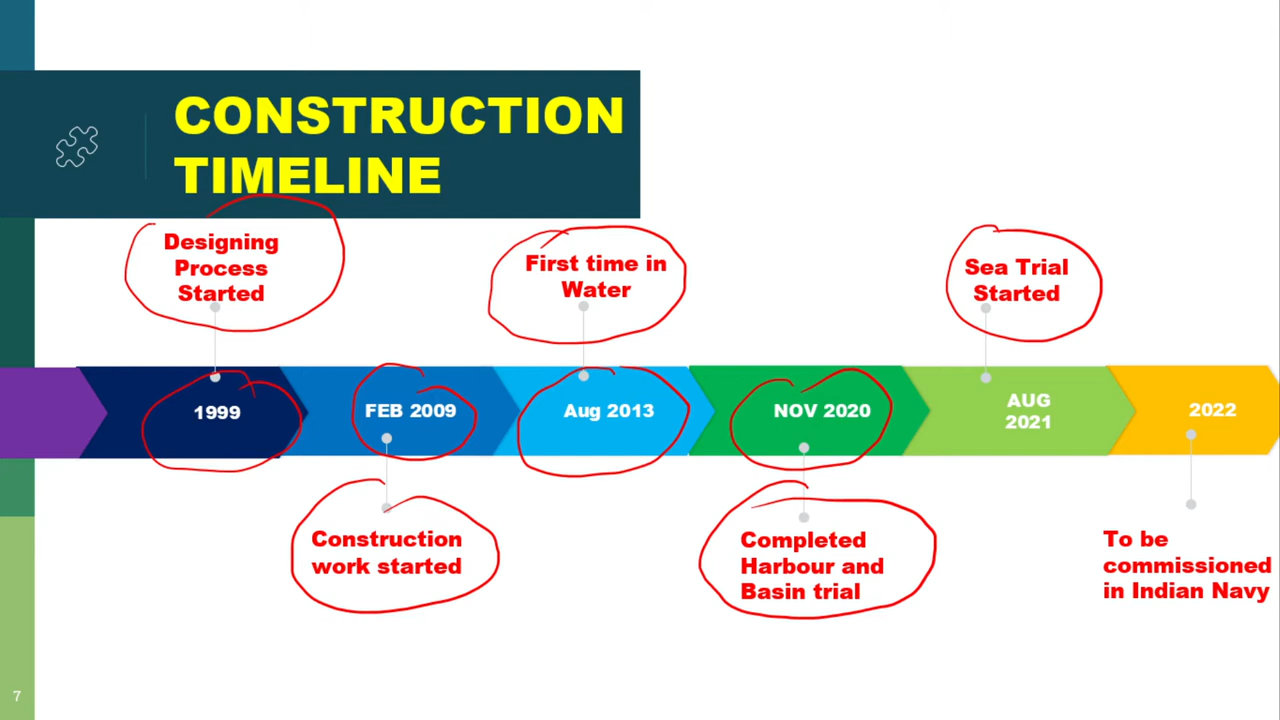 CONSTRUCTION
TIMELINE
Designing
Process
Started
First time in
Water
Sea Trial
Started
1999
FEB 2009
Aug 2013
NOV 2020
AUG
2021
2022
Construction
work started
Completed
Harbour and
Basin trial
To be
commissioned
in Indian Navy
7